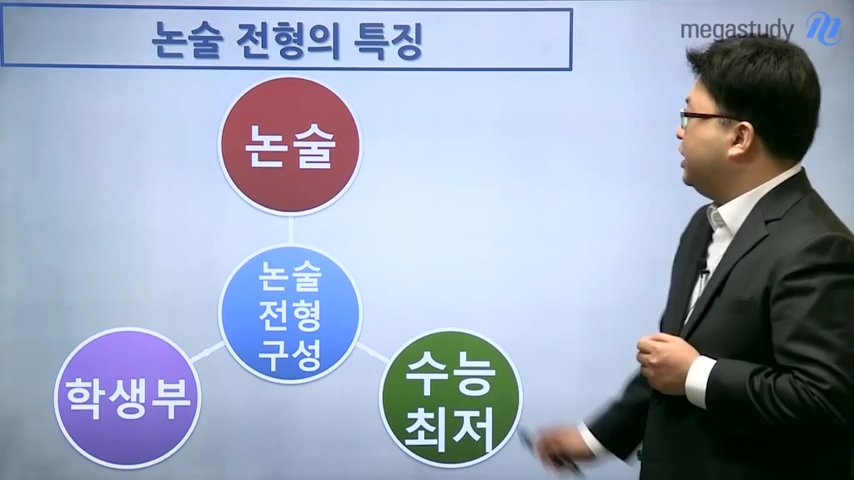 논술 전형의 특징
megastudy
논술
논술
전형
구성
학생부
수능
최저